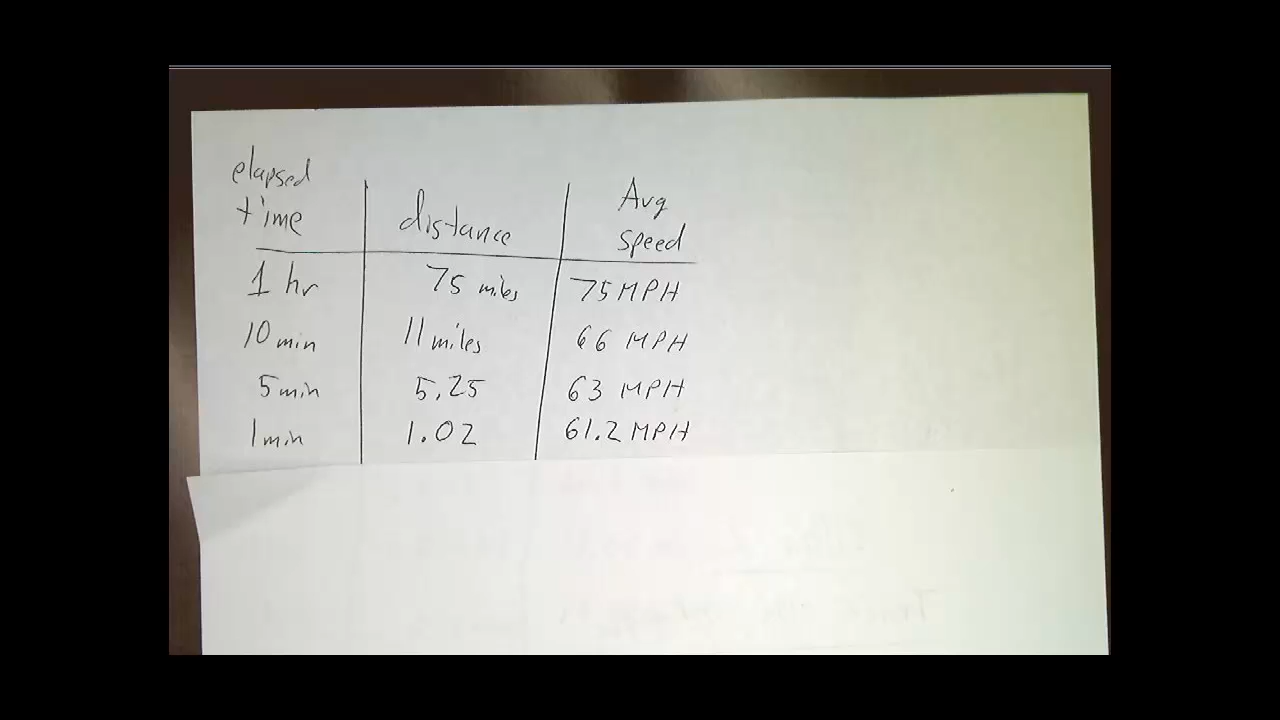 elapsed
time
distance
Avg
speed
1 hr 75 miles 75 MPH
10 min 11 miles 66 MPH
5 min 5.25 63 MPH
1 min 1.02 61.2 MPH